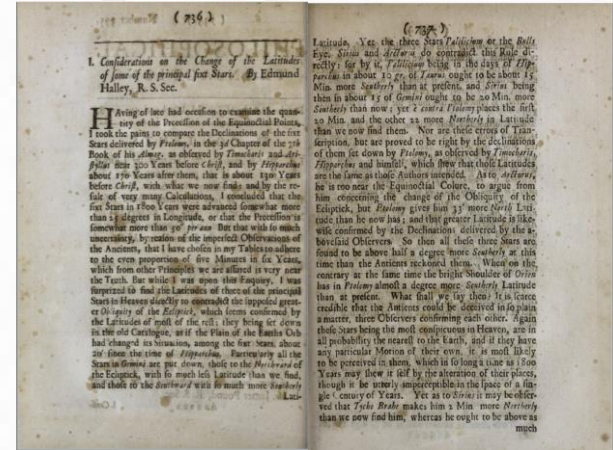 ( 736 )
I. Considerations on the Change of the Latitudes
of some of the principal fixt Stars. By Edmund
Halley, R. S. Sec.
HAving of late had occasion to examine the quan-
tity of the Precession of the Equinoctial Points,
I took the pains to compare the Declinations of the fixt
Stars delivered by Ptolomy, in the 3d Chapter of the 7th
Book of his Almag. as observed by Timocharis and Ari-
styllus near 300 Years before Christ, and by Hipparchus
about 170 Years after them, that is about 130 Years
before Christ, with what we now find: and by the re-
sult of very many Calculations, I concluded that the
fixt Stars in 1800 Years were advanced somewhat more
than 25 degrees in Longitude, or that the Precession is
somewhat more than 50" per ann. But that with so much
uncertainty, by reason of the imperfect Observations of
the Ancients, that I have chosen in my Tables to adhere
to the even proportion of five Minutes in six Years,
which from other Principles we are assured is very near
the Truth. But while I was upon this Enquiry, I was
surprized to find the Latitudes of three of the principal
Stars in Heaven directly to contradict the supposed great-
er Obliquity of the Ecliptick, which seems confirmed by
the Latitudes of most of the rest: they being set down
in the old Catalogue, as if the Plain of the Earths Orb
had changed its Situation, among the fixt Stars, about
20' since the time of Hipparchus. Particularly all the
Stars in Gemini are put down, those to the Northward of
the Ecliptick, with so much less Latitude than we find,
and those to the Southward with so much more Southerly
Lati-
( 737 )
Latitude. Yet the three Stars Palilicium or the Bulls
Eye, Sirius and Arcturus do contradict this Rule di-
rectly: for by it, Palilicium being in the days of Hip-
parchus in about 10 gr. of Taurus ought to be about 15
Min. more Southerly than at present, and Sirius being
then in about 15 of Gemini ought to be 20 Min. more
Southerly than now; yet è contra Ptolomy places the first
20 Min. and the other 22 more Northerly in Latitude
than we now find them. Nor are these errors of Tran-
scription, but are proved to be right by the declinations
of them set down by Ptolomy, as observed by Timocharis,
Hipparchus and himself, which shew that those Latitudes
are the same as those Authors intended. As to Arcturus,
he is too near the Equinoctial Colure, to argue from
him concerning the change of the Obliquity of the
Ecliptick, but Ptolomy gives him 33' more North Lati-
tude than he now has; and that greater Latitude is like-
wise confirmed by the Declinations delivered by the a-
bovesaid Observers. So then all these three Stars are
found to be above half a degree more Southerly at this
time than the Antients reckoned them. When on the
contrary at the same time the bright Shoulder of Orion
has in Ptolomy almost a degree more Southerly Latitude
than at present. What shall we say then? It is scarce
credible that the Antients could be deceived in so plain
a matter, three Observers confirming each other. Again
these Stars being the most conspicuous in Heaven, are in
all probability the nearest to the Earth, and if they have
any particular Motion of their own, it is most likely
to be perceived in them, which in so long a time as 1800
Years may shew it self by the alteration of their places,
though it be utterly imperceptible in the space of a sin-
gle Century of Years. Yet as to Sirius it may be obser-
ved that Tycho Brahe makes him 2 Min. more Northerly
than we now find him, whereas he ought to be above as
much